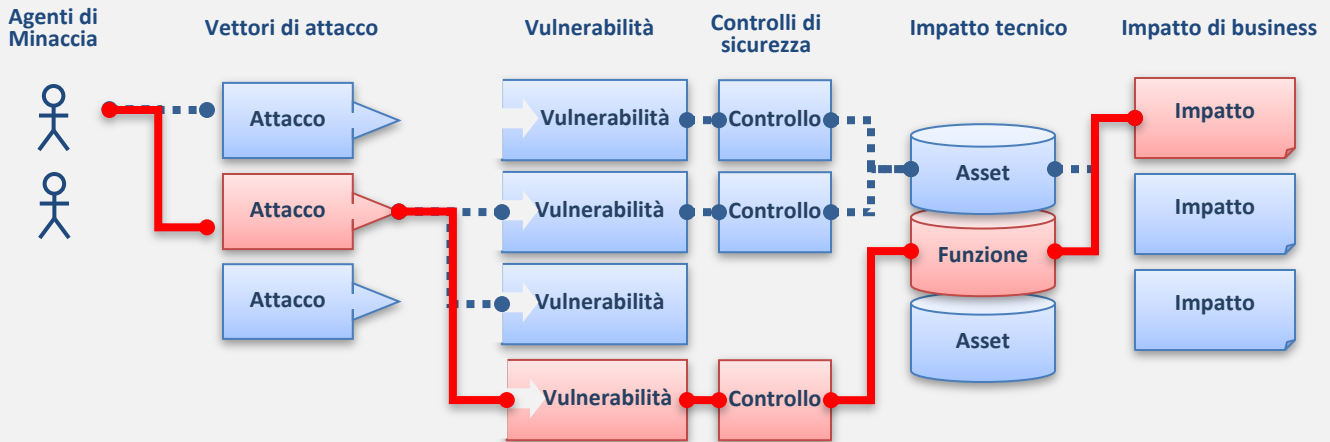 Agenti di
Minaccia
Vettori di attacco
Vulnerabilità
Controlli di
sicurezza
Impatto tecnico
Impatto di business
Attacco
Vulnerabilità
Controllo
Impatto
Asset
Attacco
Vulnerabilità
Controllo
Impatto
Funzione
Attacco
Vulnerabilità
Impatto
Asset
Vulnerabilità
Controllo